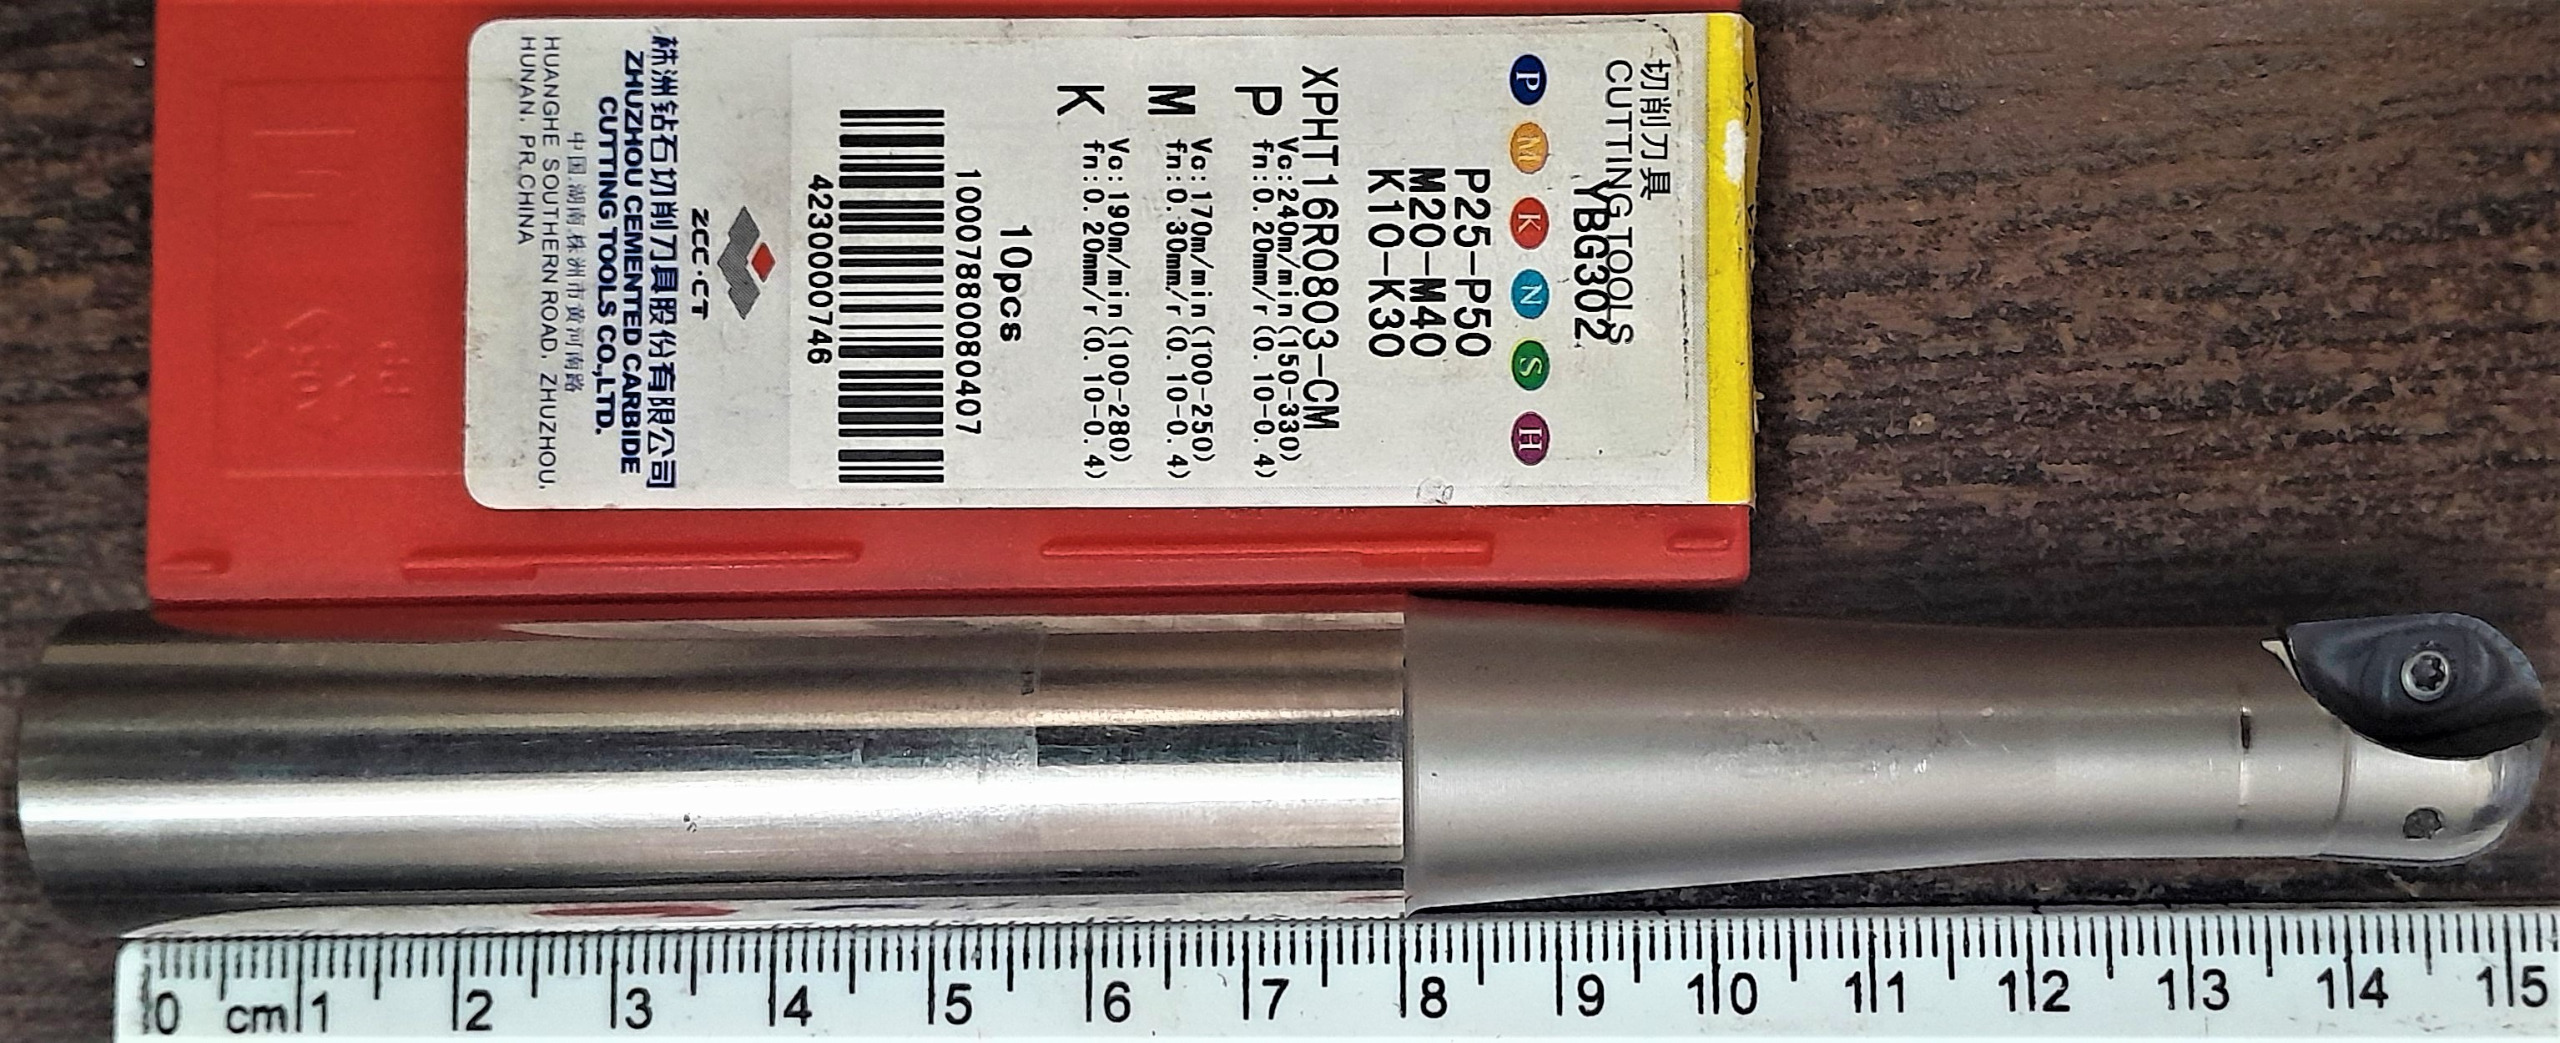 切削刀具
CUTTING TOOLS
YBG302
P M K N S H
P25-P50
M20-M40
K10-K30
XPHT16R0803-CM
P Vc:240m/min(150-330)
fn:0.20mm/r(0.10-0.4)
M Vc:170m/min(100-250)
fn:0.30mm/r(0.10-0.4)
K Vc:190m/min(100-280)
fn:0.20mm/r(0.10-0.4)
10pcs
100078880080407
4230000746
ZCC·CT
株洲钻石切削刀具股份有限公司
ZHUZHOU CEMENTED CARBIDE
CUTTING TOOLS CO.,LTD.
中国.湖南.株洲市黄河南路
HUANGHE SOUTHERN ROAD, ZHUZHOU,
HUNAN, PR.CHINA
0 cm 1 2 3 4 5 6 7 8 9 10 11 12 13 14 15